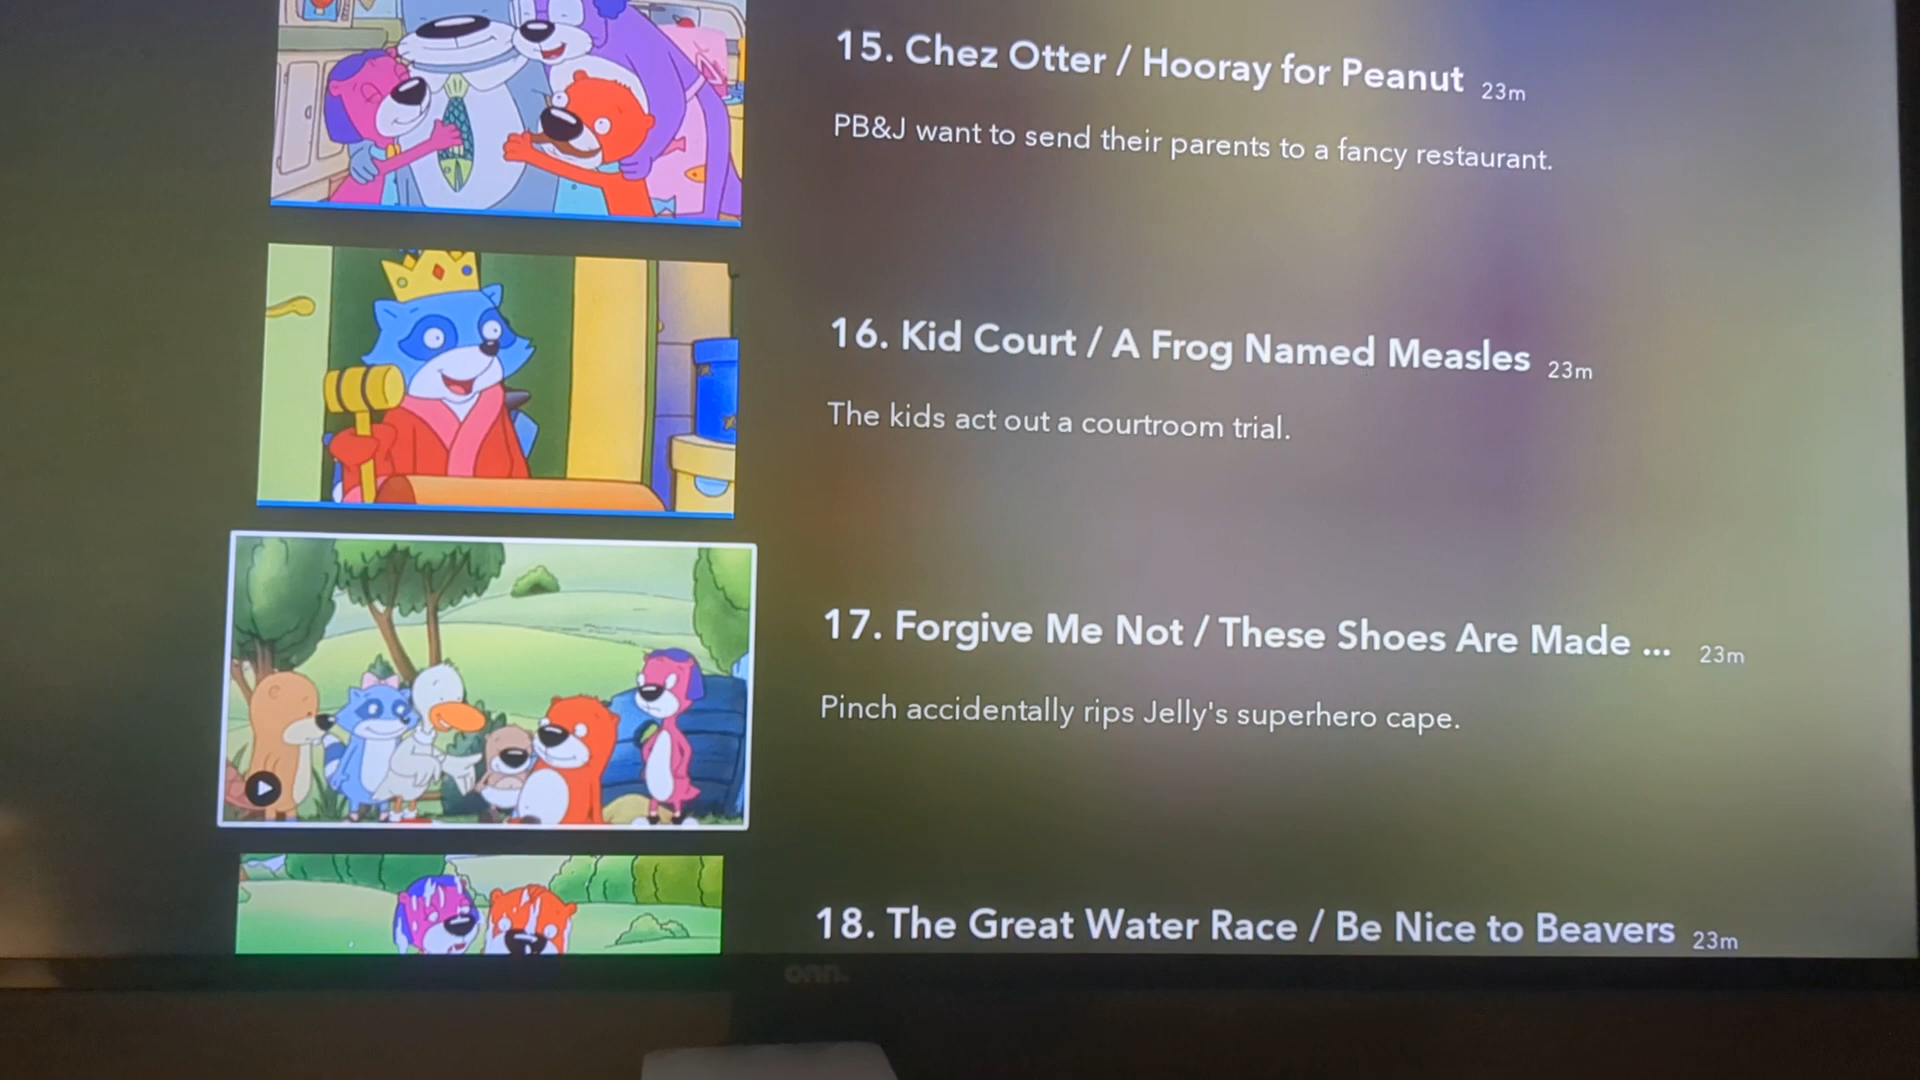 15. Chez Otter / Hooray for Peanut 23m
PB&J want to send their parents to a fancy restaurant.
16. Kid Court / A Frog Named Measles 23m
The kids act out a courtroom trial.
17. Forgive Me Not / These Shoes Are Made ... 23m
Pinch accidentally rips Jelly's superhero cape.
18. The Great Water Race / Be Nice to Beavers 23m
onn.